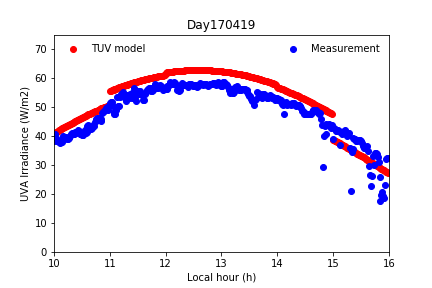 Day170419
TUV model
Measurement
UVA Irradiance (W/m2)
70
60
50
40
30
20
10
0
10 11 12 13 14 15 16
Local hour (h)